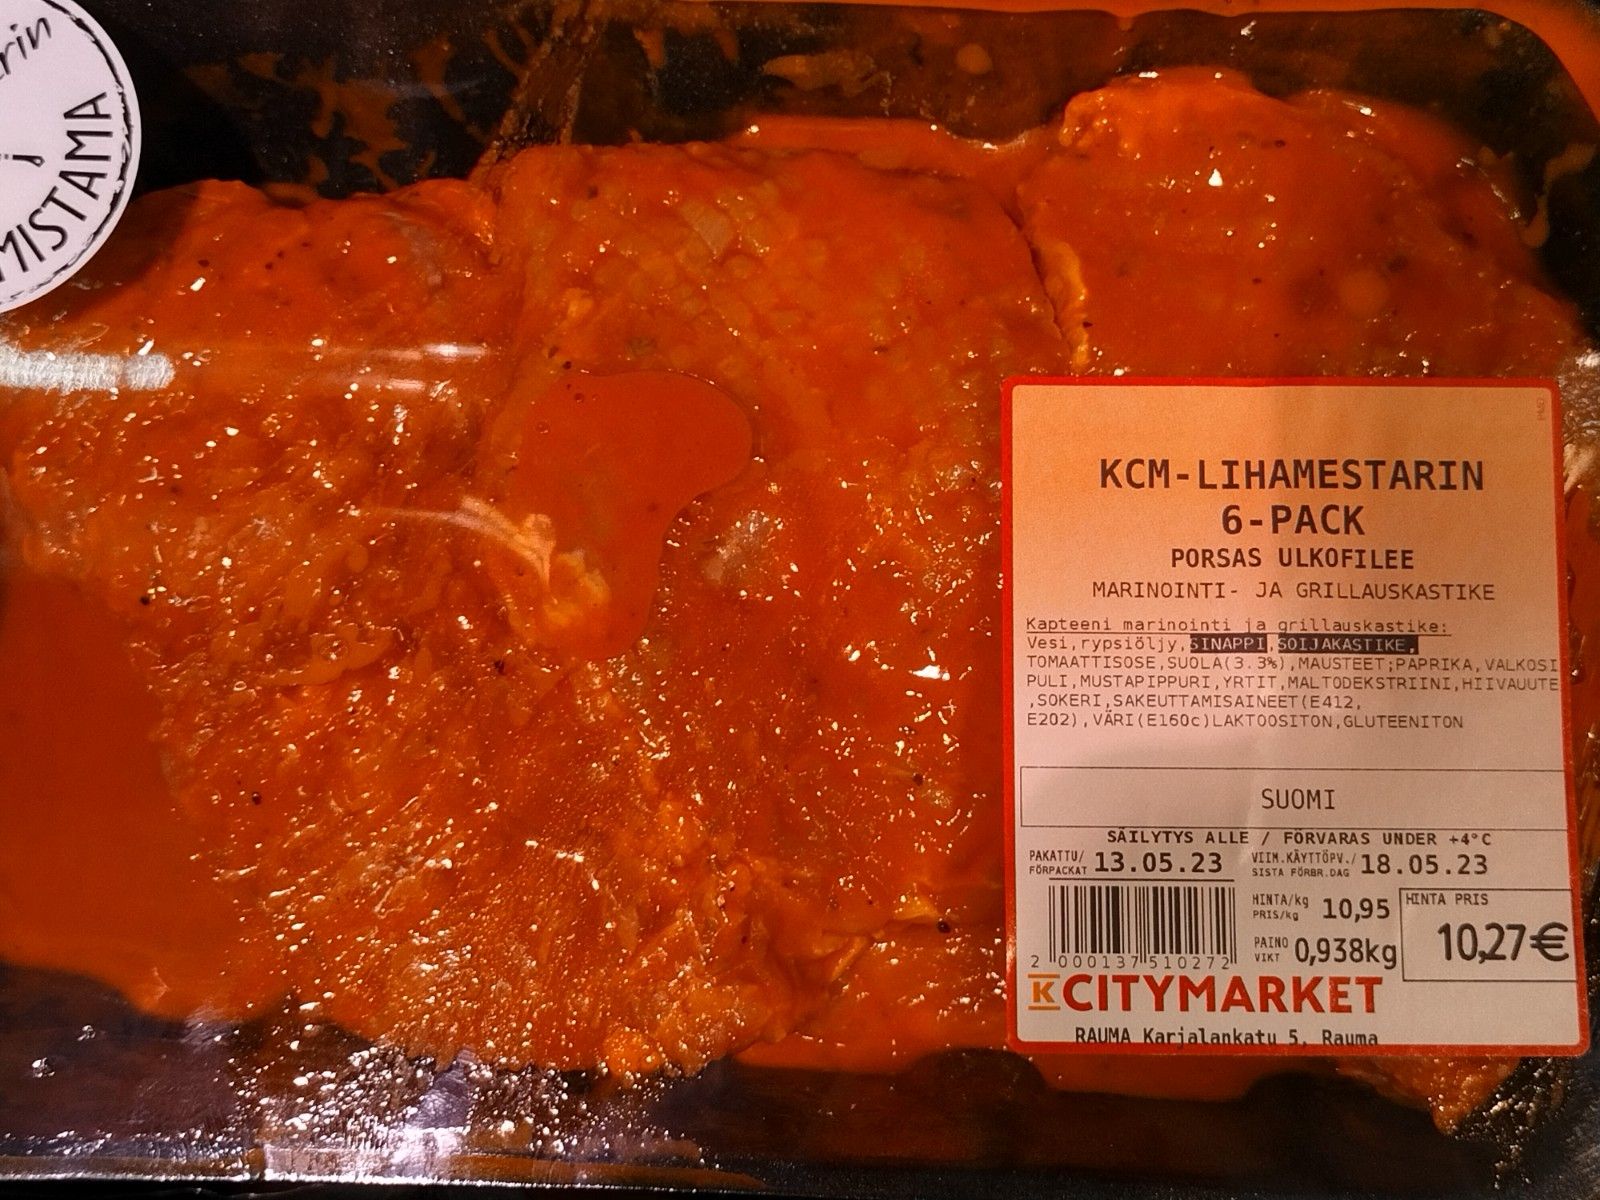 MISTAMA
KCM-LIHAMESTARIN
6-PACK
PORSAS ULKOFILEE
MARINOINTI- JA GRILLAUSKASTIKE
Kapteeni marinointi ja grillauskastike:
Vesi,rypsiöljy,SINAPPI,SOIJAKASTIKE,
TOMAATTISOSE,SUOLA(3.3%),MAUSTEET;PAPRIKA,VALKOSI
PULI,MUSTAPIPPURI,YRTIT,MALTODEKSTRIINI,HIIVAUUTE
,SOKERI,SAKEUTTAMISAINEET(E412,
E202),VÄRI(E160c)LAKTOOSITON,GLUTEENITON
SUOMI
SÄILYTYS ALLE / FÖRVARAS UNDER +4°C
PAKATTU/ FÖRPACKAT 13.05.23 VIIM.KÄYTTÖPV./ SISTA FÖRBR.DAG 18.05.23
HINTA/kg PRIS/kg 10,95 HINTA PRIS
PAINO VIKT 0,938kg 10,27€
2 000137 510272
K CITYMARKET
RAUMA Karjalankatu 5, Rauma